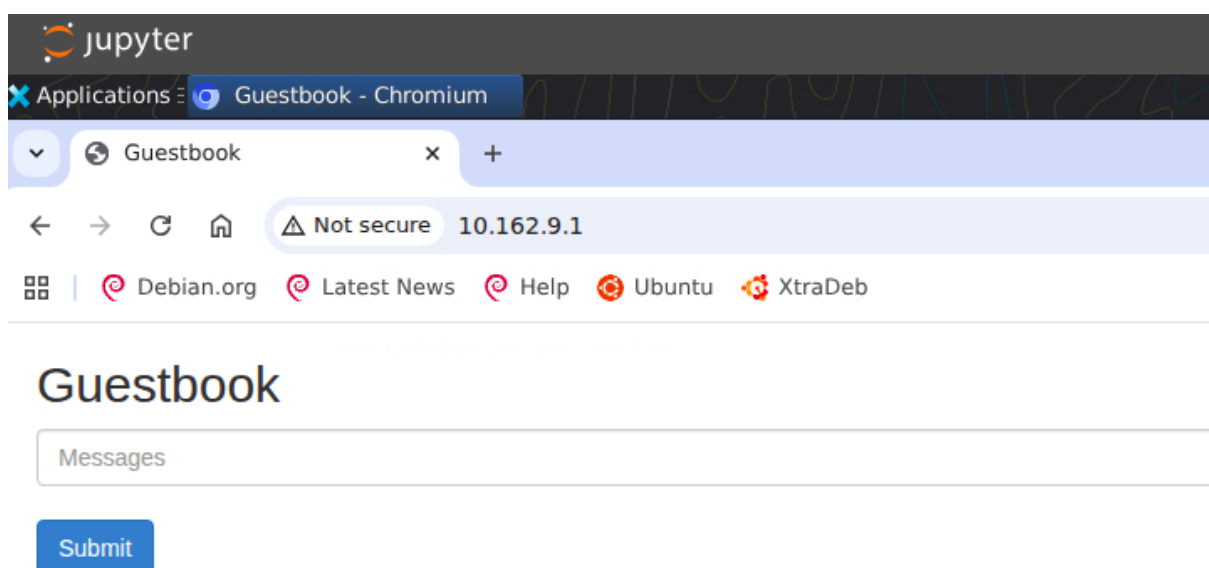 jupyter
Applications Guestbook - Chromium
Guestbook
Not secure 10.162.9.1
Debian.org Latest News Help Ubuntu XtraDeb
Guestbook
Messages
Submit